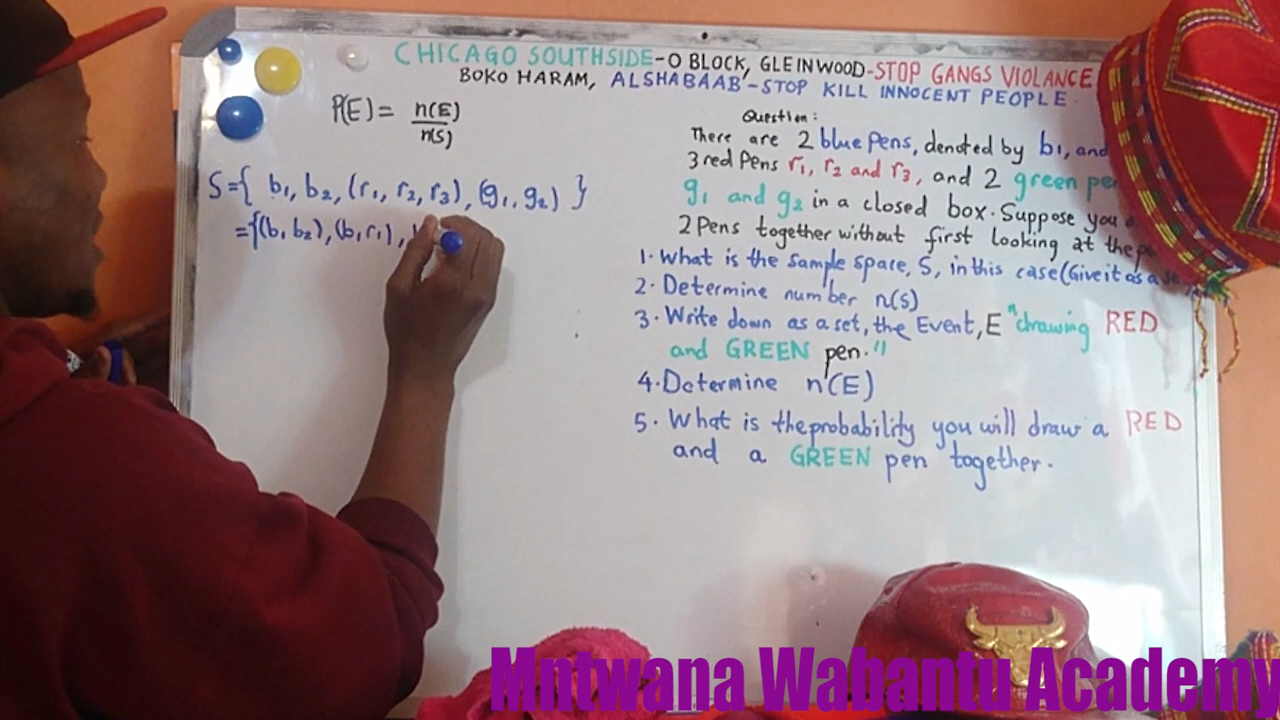 CHICAGO SOUTHSIDE-O BLOCK, GLEINWOOD-STOP GANGS VIOLANCE
BOKO HARAM, ALSHABAAB-STOP KILL INNOCENT PEOPLE.
P(E) = n(E)
n(S)
S={ b₁, b₂, (r₁, r₂, r₃), (g₁, g₂) }
={(b₁ b₂), (b₁ r₁),
Question:
There are 2 blue pens, denoted by b₁, and
3 red Pens r₁, r₂ and r₃, and 2 green
g₁ and g₂ in a closed box. Suppose you
2 Pens together without first looking at the
1. What is the sample space, S, in this case (Give it as a
2. Determine number n(S)
3. Write down as a set, the Event, E "drawing RED
and GREEN pen."
4. Determine n(E)
5. What is the probability you will draw a RED
and a GREEN pen together.
Mntwana Wabantu Academy